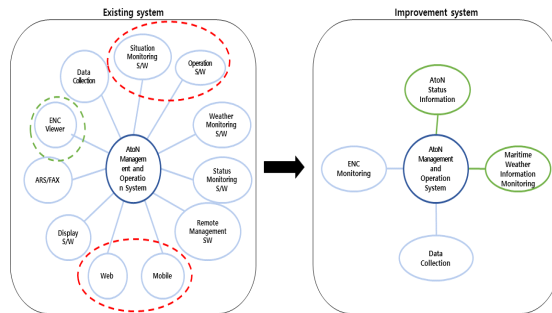 Existing system
Improvement system
Situation
Monitoring
S/W
Operation
S/W
Data
Collection
ENC
Viewer
Weather
Monitoring
S/W
AtoN
Managem
ent and
Operatio
n System
ARS/FAX
Status
Monitoring
S/W
Remote
Management
SW
Display
S/W
Web
Mobile
AtoN
Status
Information
ENC
Monitoring
AtoN
Management
and
Operation
System
Maritime
Weather
Information
Monitoring
Data
Collection